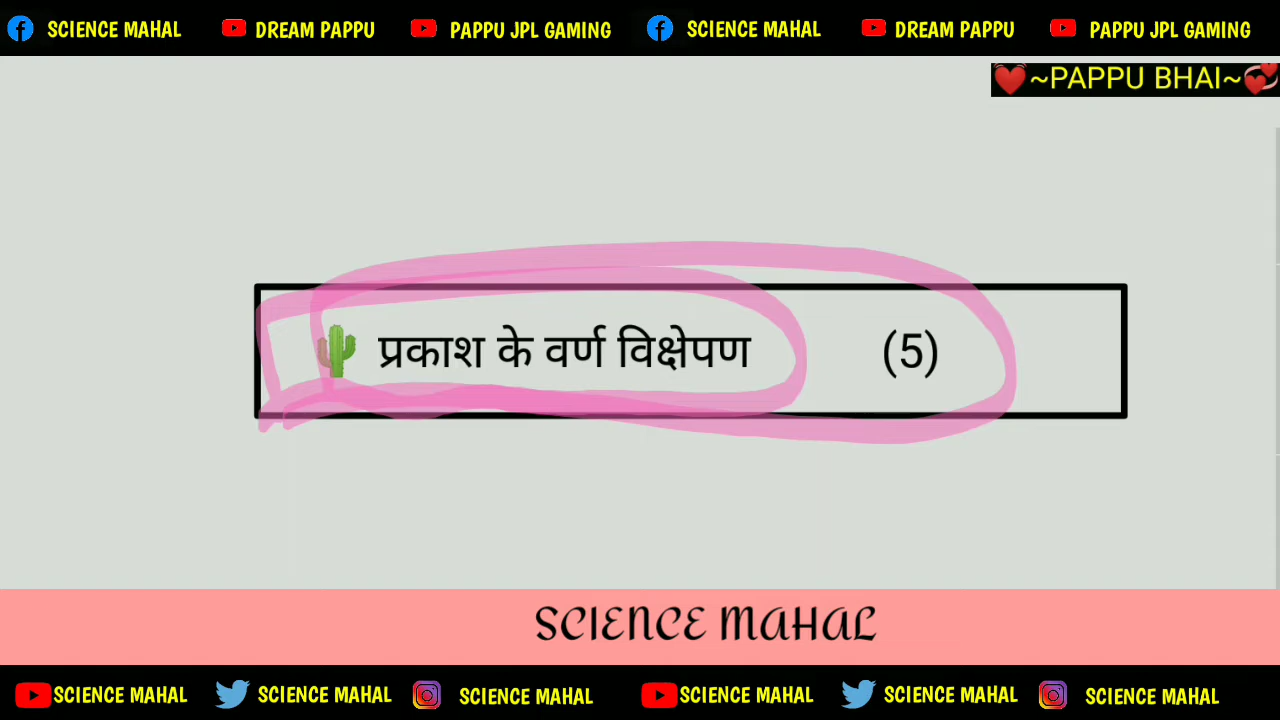 SCIENCE MAHAL DREAM PAPPU PAPPU JPL GAMING SCIENCE MAHAL DREAM PAPPU PAPPU JPL GAMING
~PAPPU BHAI~
प्रकाश के वर्ण विक्षेपण (5)
SCIENCE MAHAL
SCIENCE MAHAL SCIENCE MAHAL SCIENCE MAHAL SCIENCE MAHAL SCIENCE MAHAL SCIENCE MAHAL